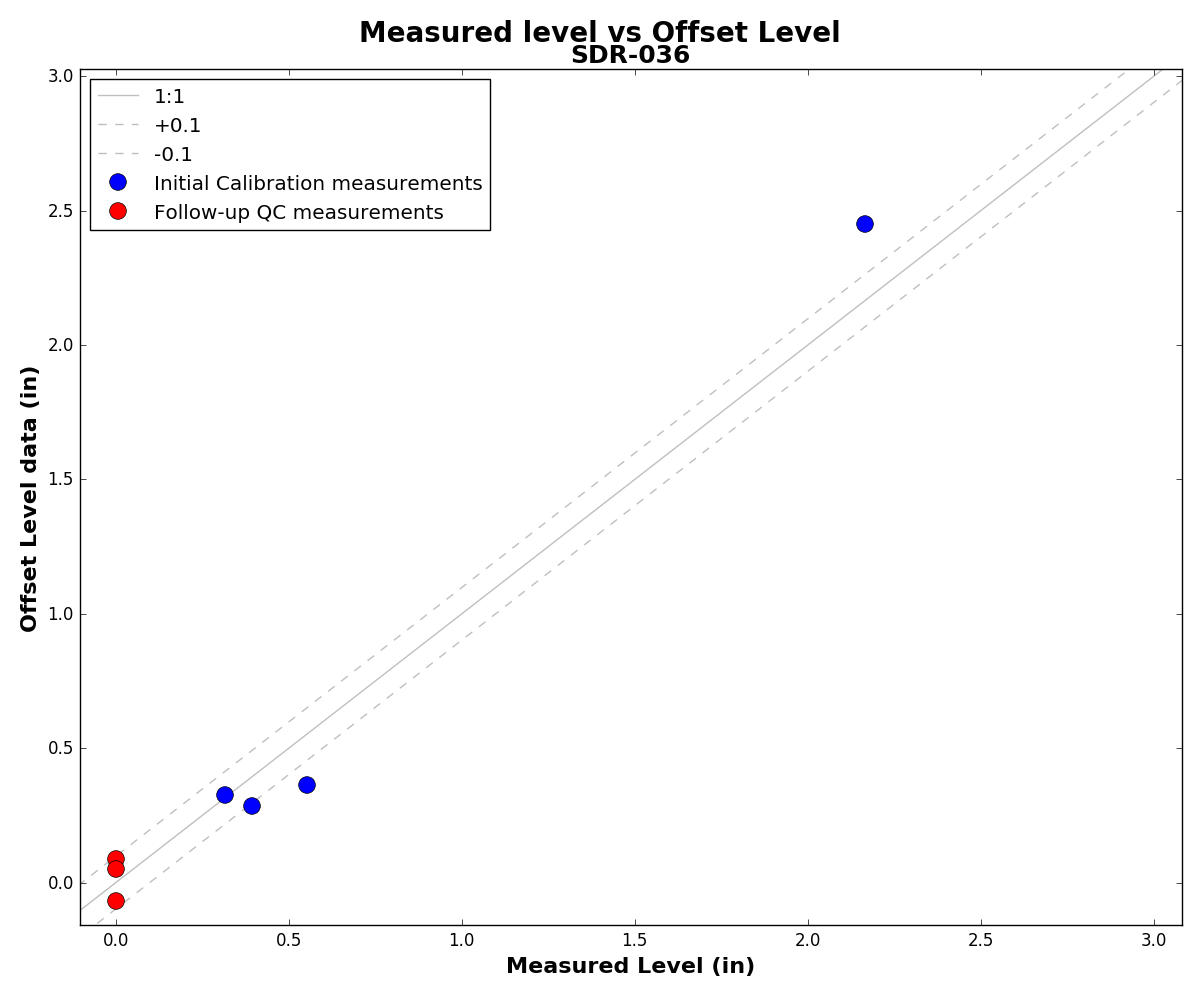 Measured level vs Offset Level
SDR-036
3.0
2.5
2.0
1.5
1.0
0.5
0.0
1:1
+0.1
-0.1
Initial Calibration measurements
Follow-up QC measurements
Offset Level data (in)
0.0 0.5 1.0 1.5 2.0 2.5 3.0
Measured Level (in)